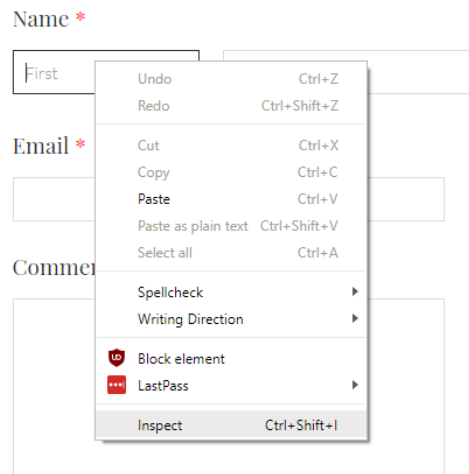 Name *
First
Undo Ctrl+Z
Redo Ctrl+Shift+Z
Email *
Cut Ctrl+X
Copy Ctrl+C
Paste Ctrl+V
Paste as plain text Ctrl+Shift+V
Select all Ctrl+A
Commen
Spellcheck
Writing Direction
Block element
LastPass
Inspect Ctrl+Shift+I